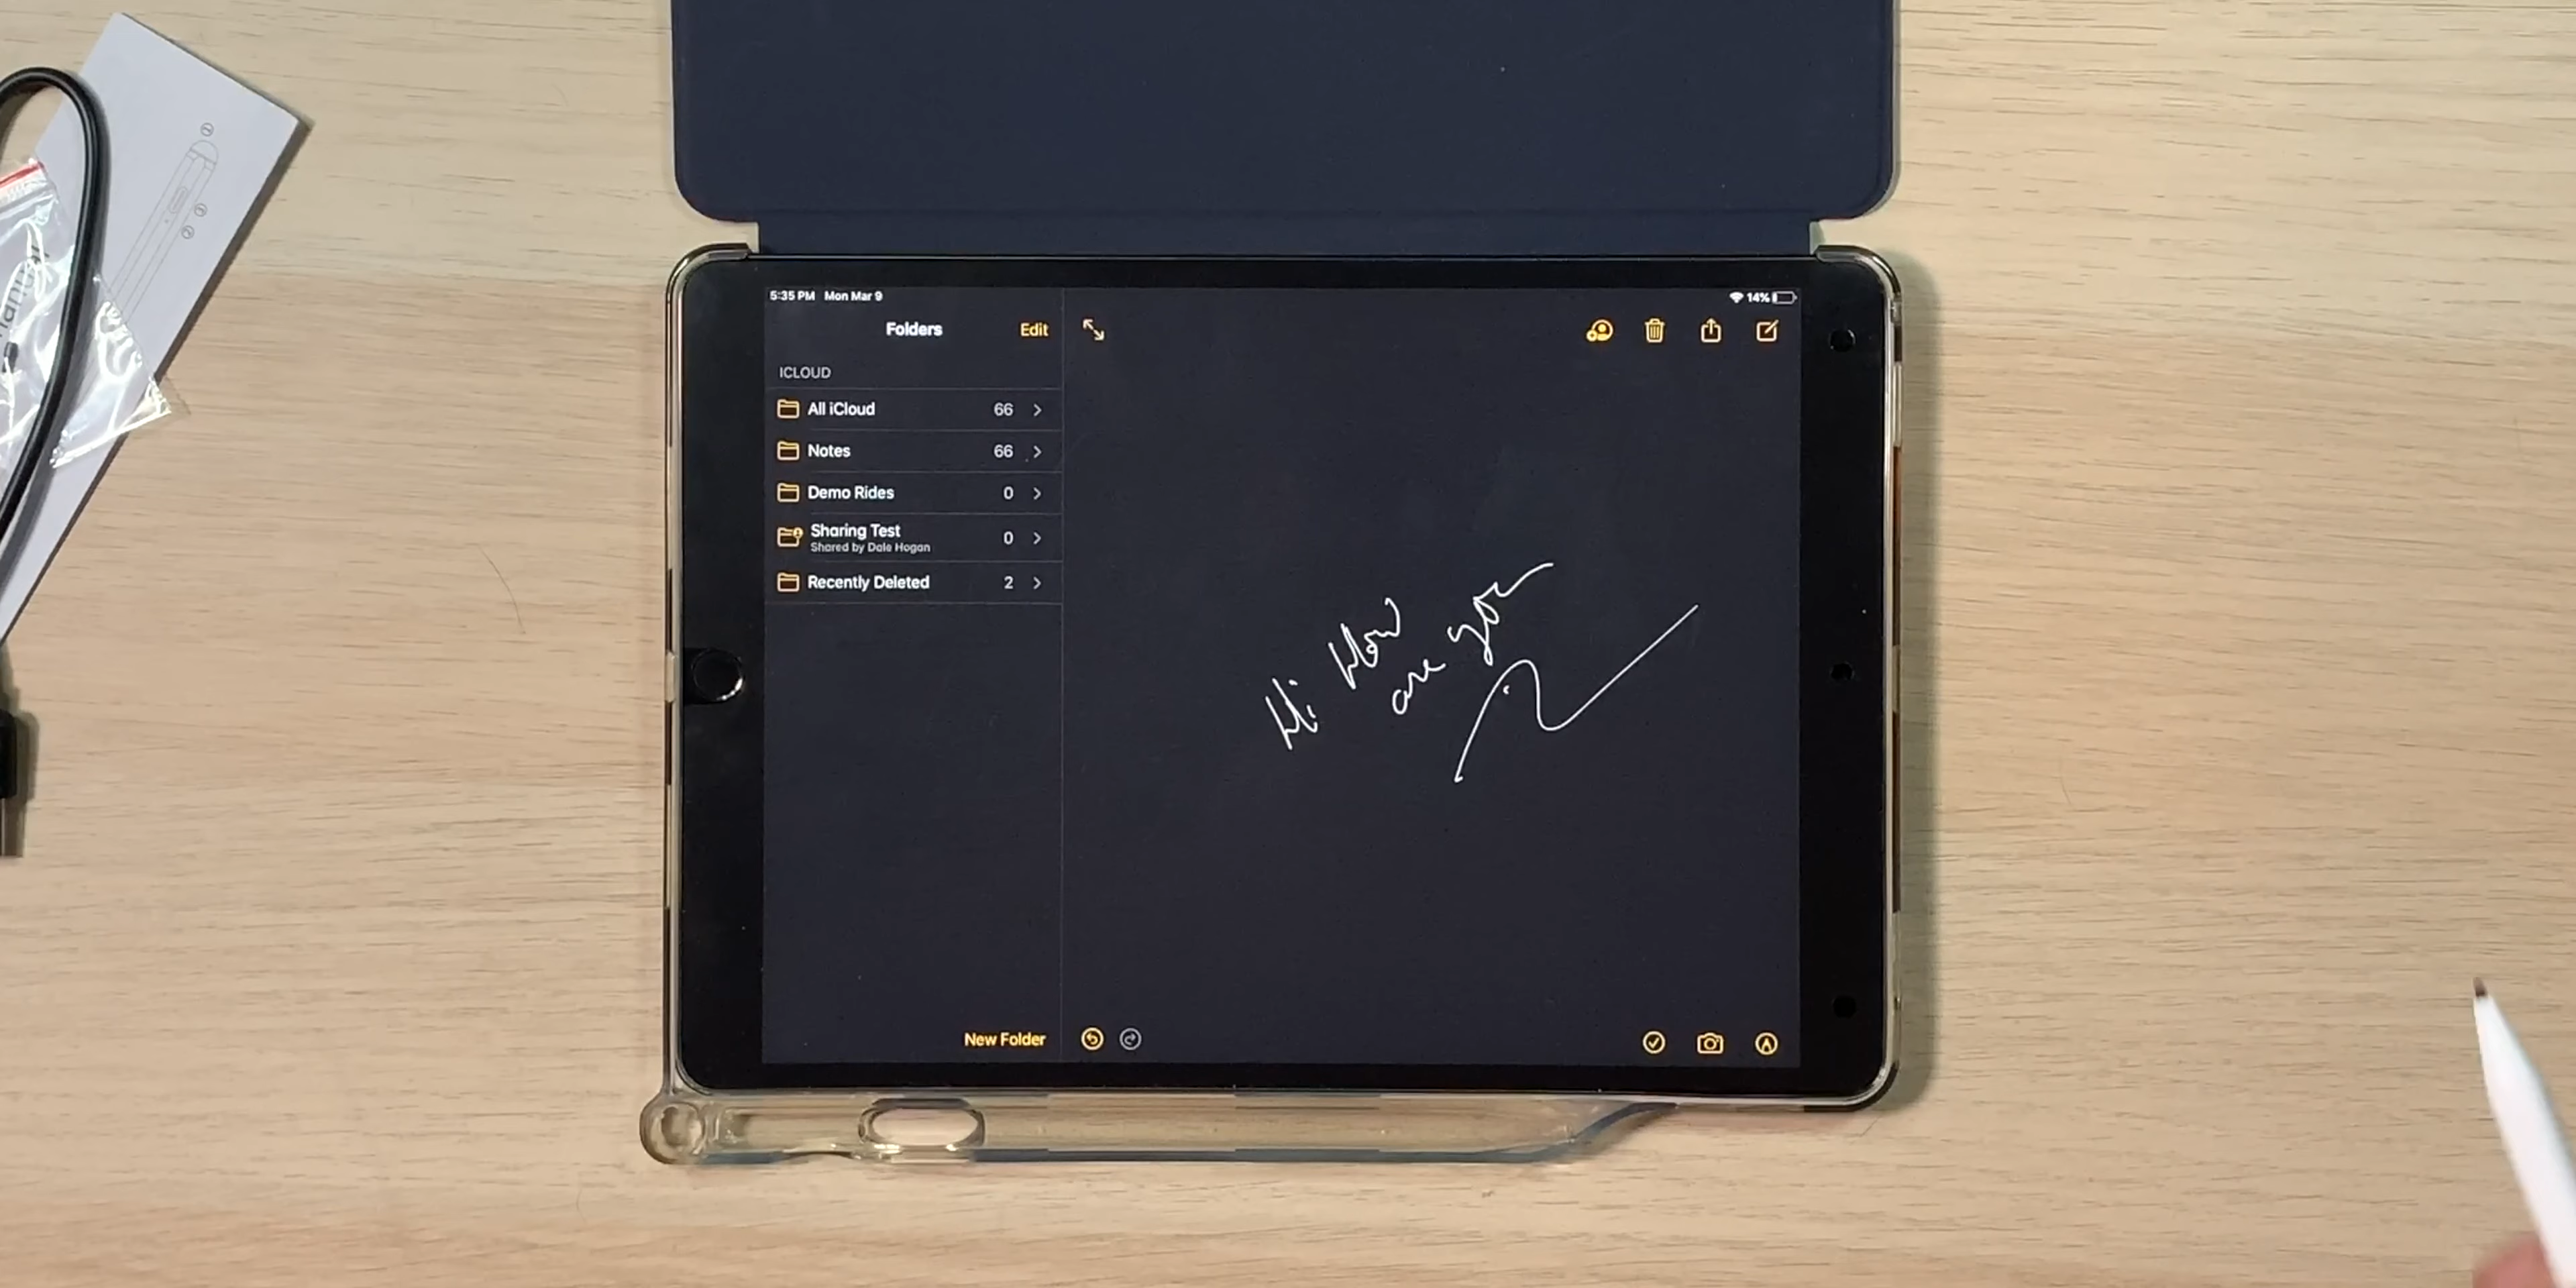 5:35 PM Mon Mar 9
14%
Folders Edit
ICLOUD
All iCloud 66
Notes 66
Demo Rides 0
Sharing Test 0
Shared by Dale Hogan
Recently Deleted 2
Hi How
are you
New Folder